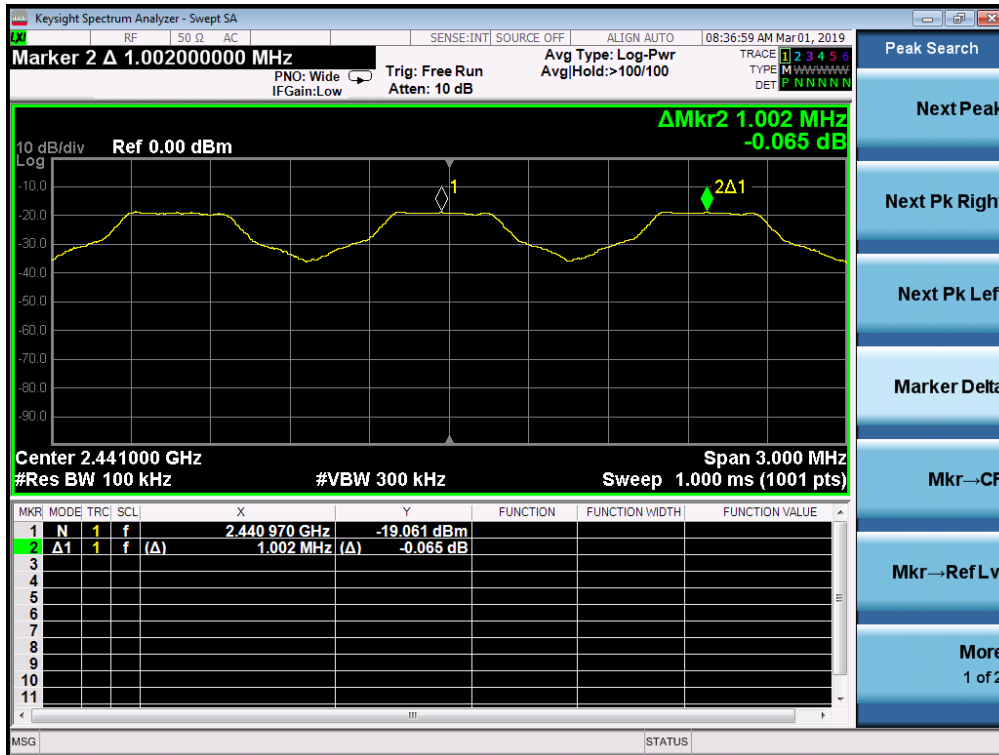 Keysight Spectrum Analyzer - Swept SA
LXI RF 50 Ω AC SENSE:INT SOURCE OFF ALIGN AUTO 08:36:59 AM Mar 01, 2019
Marker 2 Δ 1.002000000 MHz
PNO: Wide
IFGain:Low
Trig: Free Run
Atten: 10 dB
Avg Type: Log-Pwr
Avg|Hold:>100/100
TRACE 1 2 3 4 5 6
TYPE M W W W W W
DET P N N N N N
ΔMkr2 1.002 MHz
-0.065 dB
10 dB/div Ref 0.00 dBm
Log
-10.0
-20.0
-30.0
-40.0
-50.0
-60.0
-70.0
-80.0
-90.0
1
2Δ1
Center 2.441000 GHz Span 3.000 MHz
#Res BW 100 kHz #VBW 300 kHz Sweep 1.000 ms (1001 pts)
MKR MODE TRC SCL X Y FUNCTION FUNCTION WIDTH FUNCTION VALUE
1 N 1 f 2.440 970 GHz -19.061 dBm
2 Δ1 1 f (Δ) 1.002 MHz (Δ) -0.065 dB
3
4
5
6
7
8
9
10
11
MSG STATUS
Peak Search
Next Peak
Next Pk Right
Next Pk Lef
Marker Delta
Mkr→CF
Mkr→Ref Lv
More
1 of 2